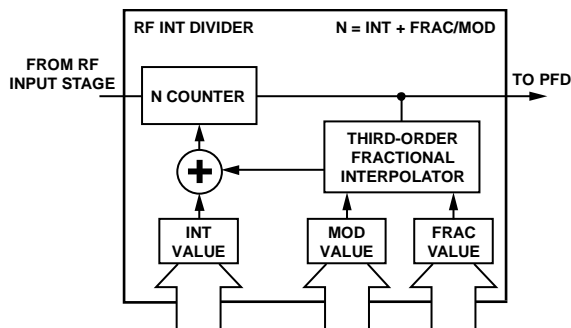 RF INT DIVIDER
N = INT + FRAC/MOD
FROM RF
INPUT STAGE
N COUNTER
TO PFD
THIRD-ORDER
FRACTIONAL
INTERPOLATOR
+
INT
VALUE
MOD
VALUE
FRAC
VALUE